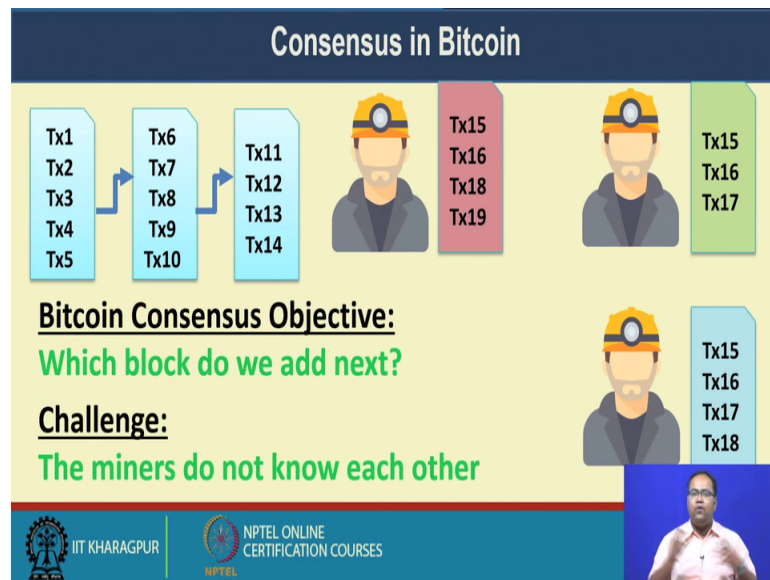 Consensus in Bitcoin
Tx1
Tx2
Tx3
Tx4
Tx5
Tx6
Tx7
Tx8
Tx9
Tx10
Tx11
Tx12
Tx13
Tx14
Tx15
Tx16
Tx18
Tx19
Tx15
Tx16
Tx17
Bitcoin Consensus Objective:
Which block do we add next?
Challenge:
The miners do not know each other
Tx15
Tx16
Tx17
Tx18
IIT KHARAGPUR
NPTEL
NPTEL ONLINE
CERTIFICATION COURSES